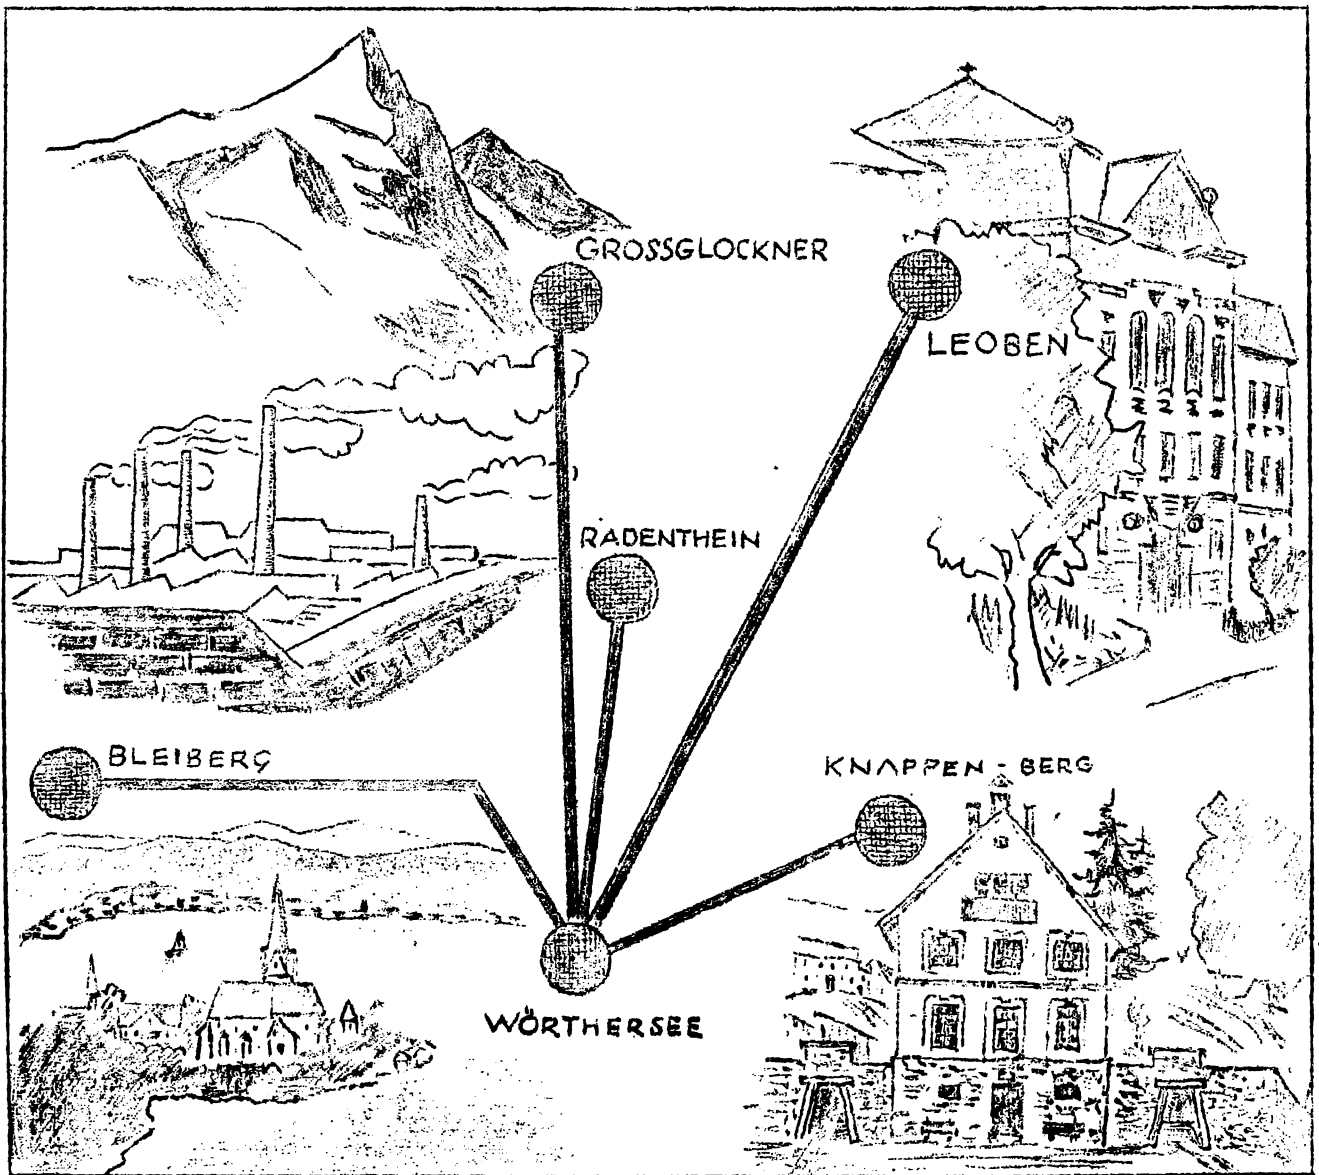 GROSSGLOCKNER
LEOBEN
RADENTHEIN
BLEIBERG
KNAPPEN - BERG
WÖRTHERSEE